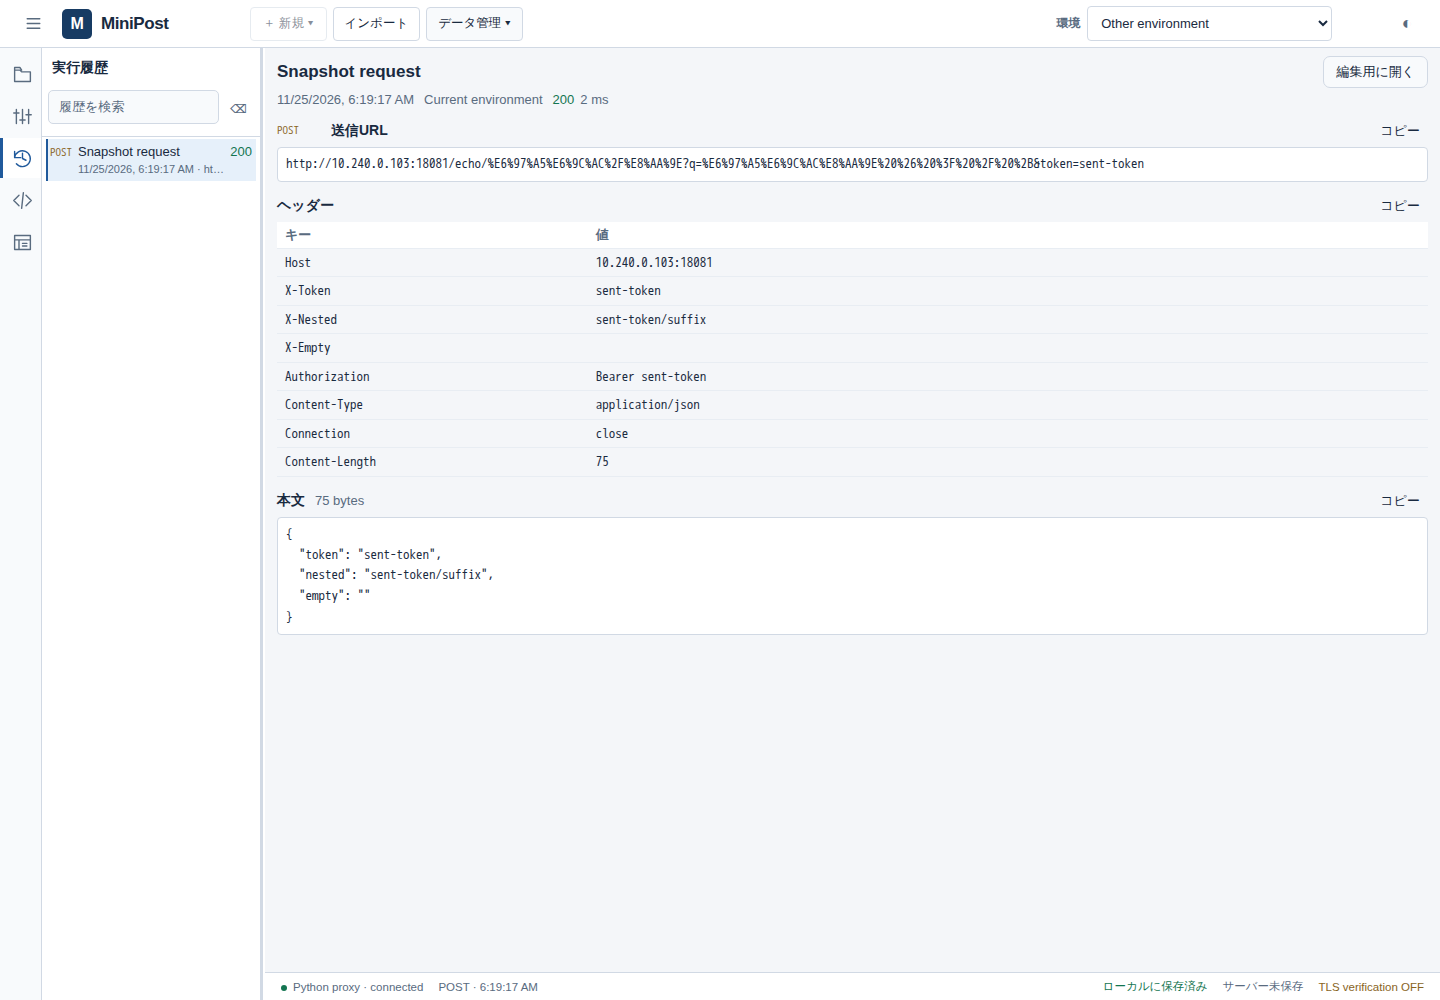 M MiniPost
+ 新規 ▾
インポート
データ管理 ▾
環境
Other environment
実行履歴
履歴を検索
POST Snapshot request 200
11/25/2026, 6:19:17 AM · ht…
Snapshot request
編集用に開く
11/25/2026, 6:19:17 AM Current environment 200 2 ms
POST 送信URL コピー
http://10.240.0.103:18081/echo/%E6%97%A5%E6%9C%AC%2F%E8%AA%9E?q=%E6%97%A5%E6%9C%AC%E8%AA%9E%20%26%20%3F%20%2F%20%2B&token=sent-token
ヘッダー コピー
キー 値
Host 10.240.0.103:18081
X-Token sent-token
X-Nested sent-token/suffix
X-Empty
Authorization Bearer sent-token
Content-Type application/json
Connection close
Content-Length 75
本文 75 bytes コピー
{
"token": "sent-token",
"nested": "sent-token/suffix",
"empty": ""
}
Python proxy · connected POST · 6:19:17 AM
ローカルに保存済み サーバー未保存 TLS verification OFF